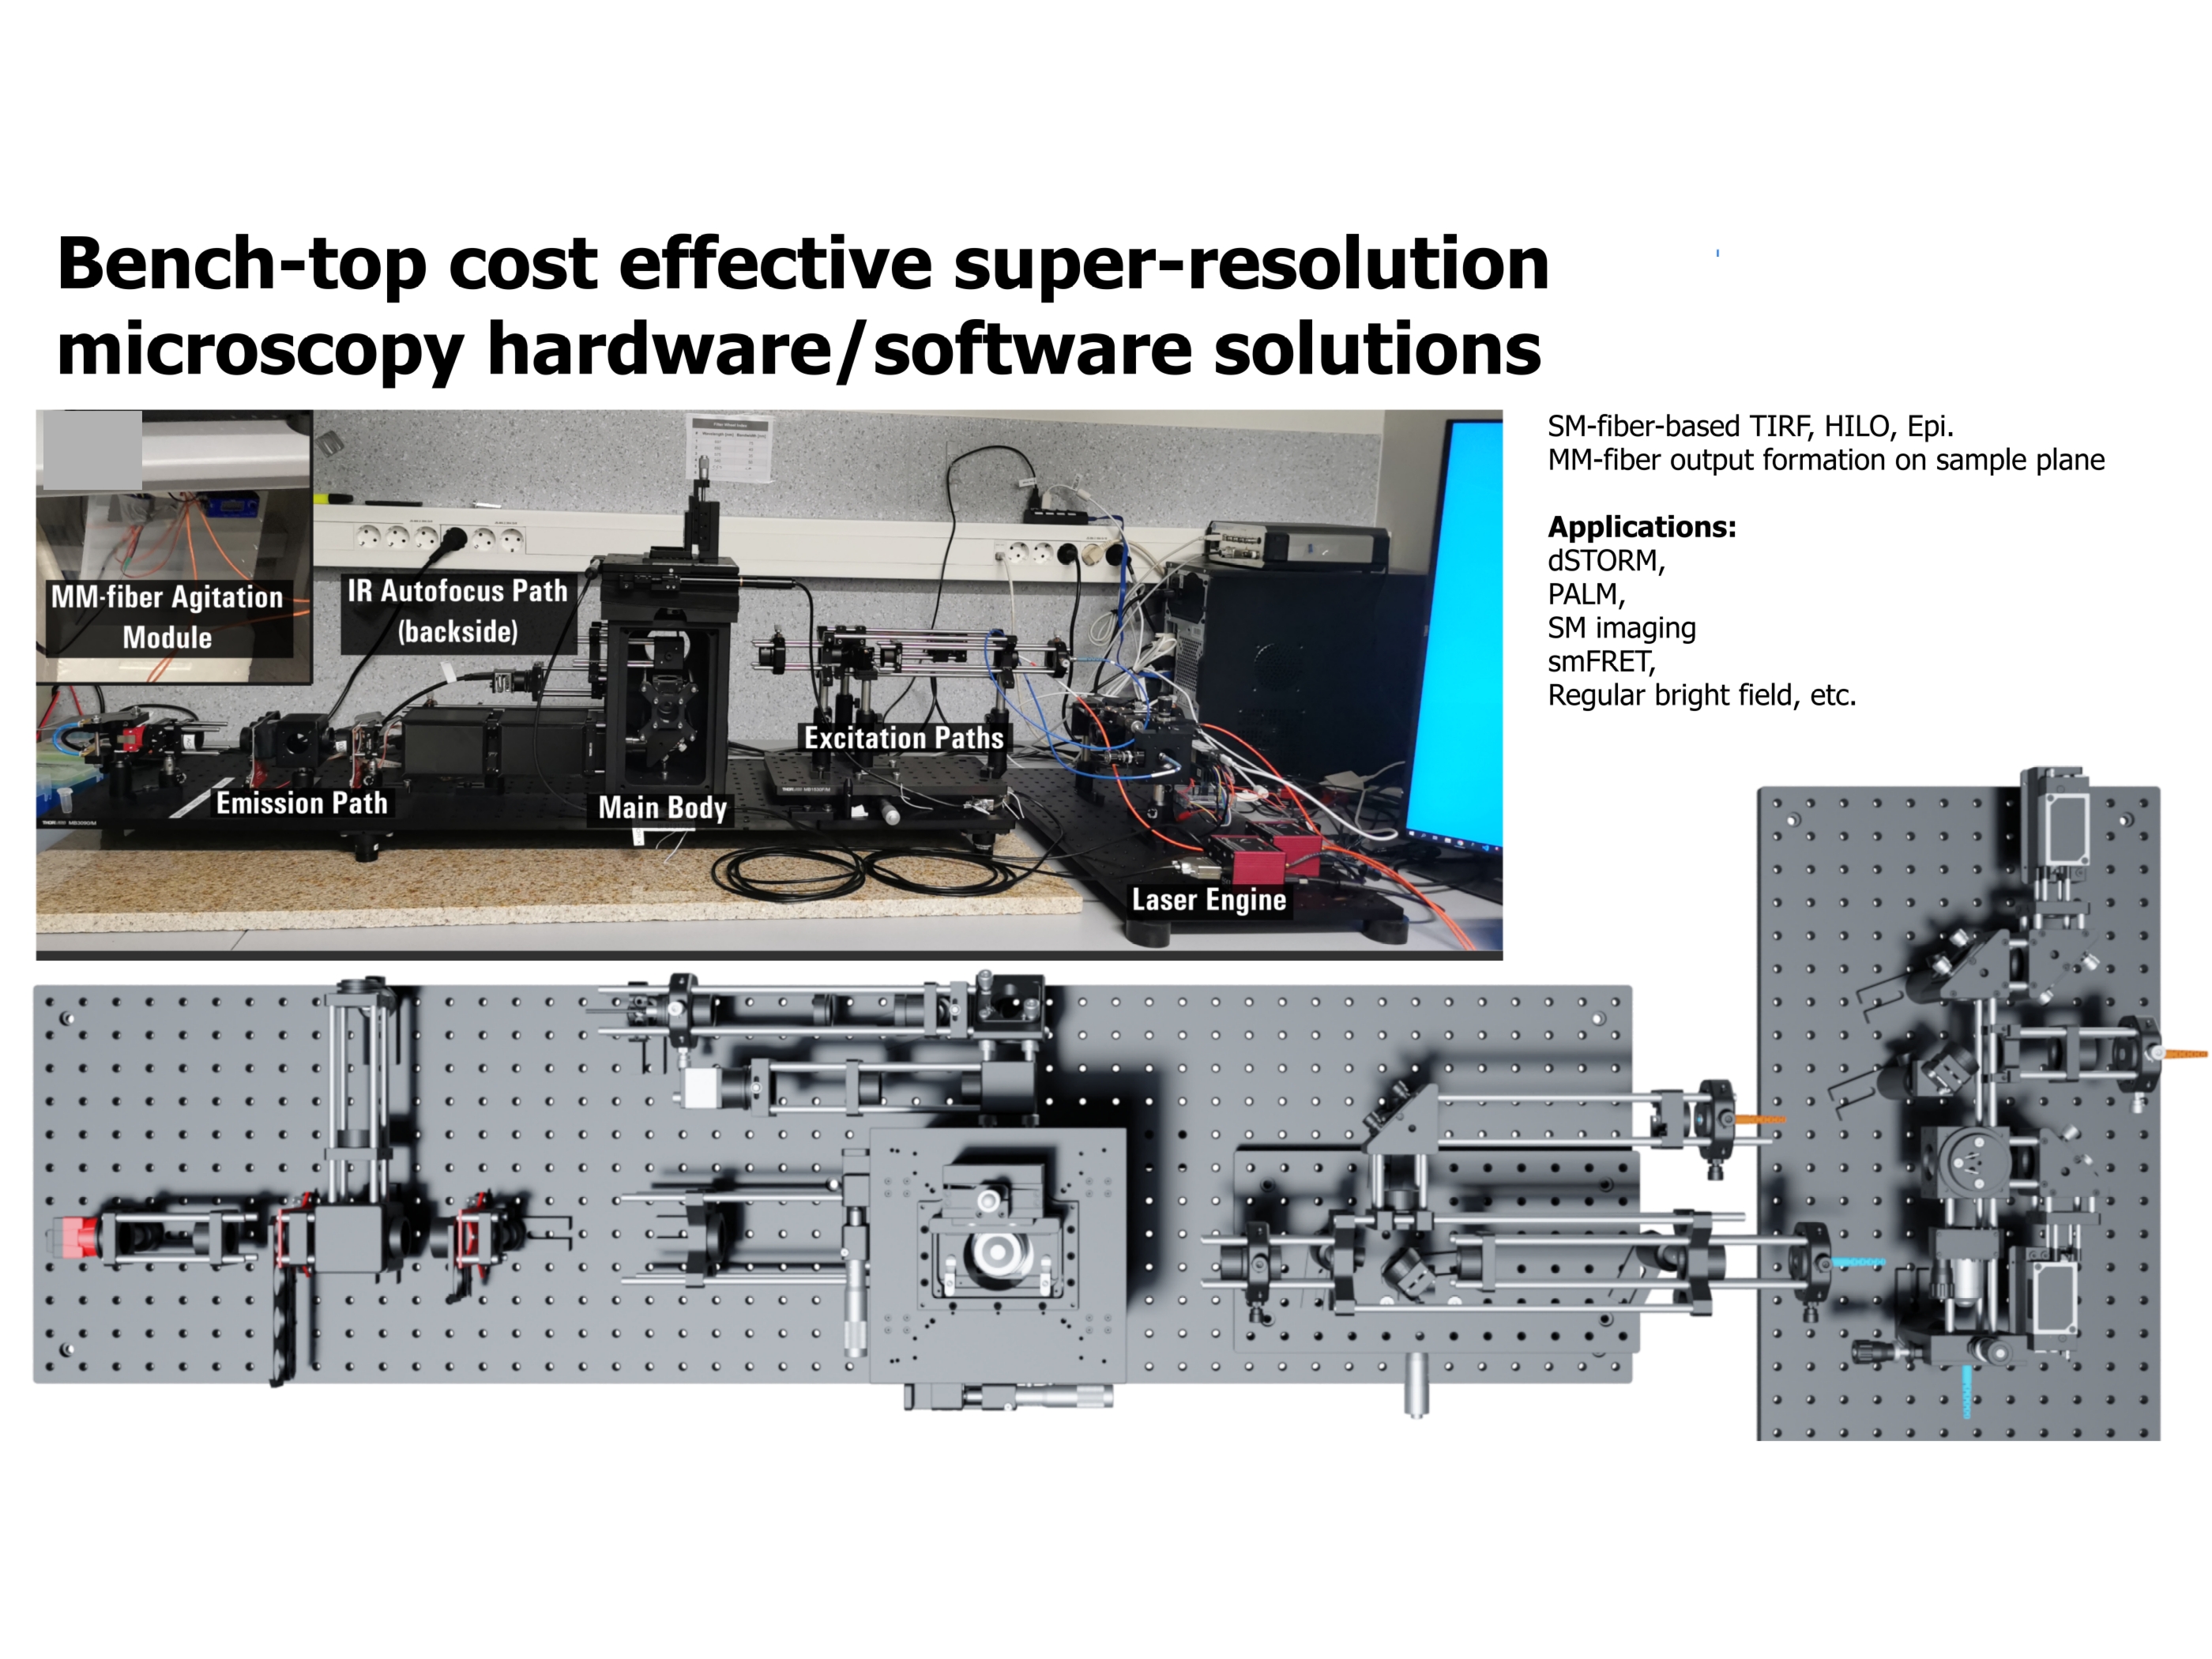 Bench-top cost effective super-resolution
microscopy hardware/software solutions
SM-fiber-based TIRF, HILO, Epi.
MM-fiber output formation on sample plane
Applications:
dSTORM,
PALM,
SM imaging
smFRET,
Regular bright field, etc.
MM-fiber Agitation
Module
IR Autofocus Path
(backside)
Excitation Paths
Emission Path
Main Body
Laser Engine